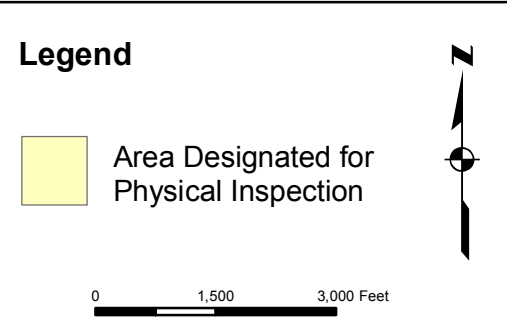 Legend
N
Area Designated for
Physical Inspection
0 1,500 3,000 Feet